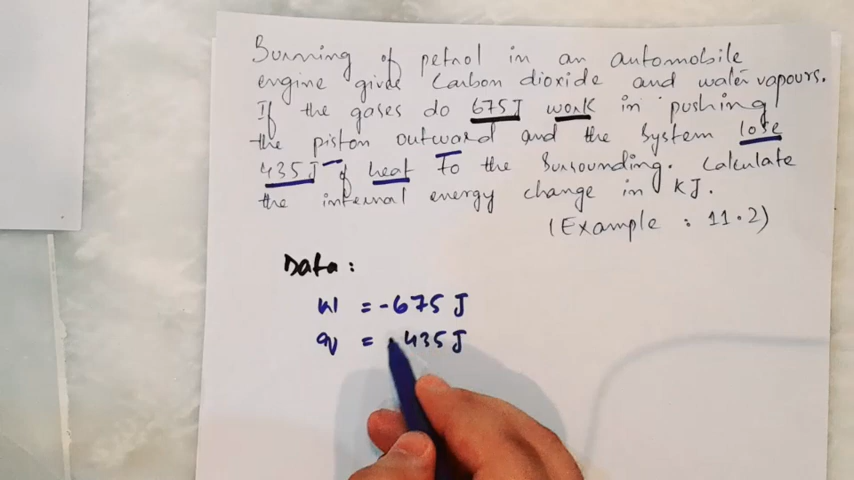 Burning of petrol in an automobile
engine give Carbon dioxide and water vapours.
If the gases do 675J work in pushing
the piston outward and the system lose
435J of heat to the surrounding. Calculate
the internal energy change in KJ.
(Example : 11.2)
Data:
W = -675 J
q = 435J